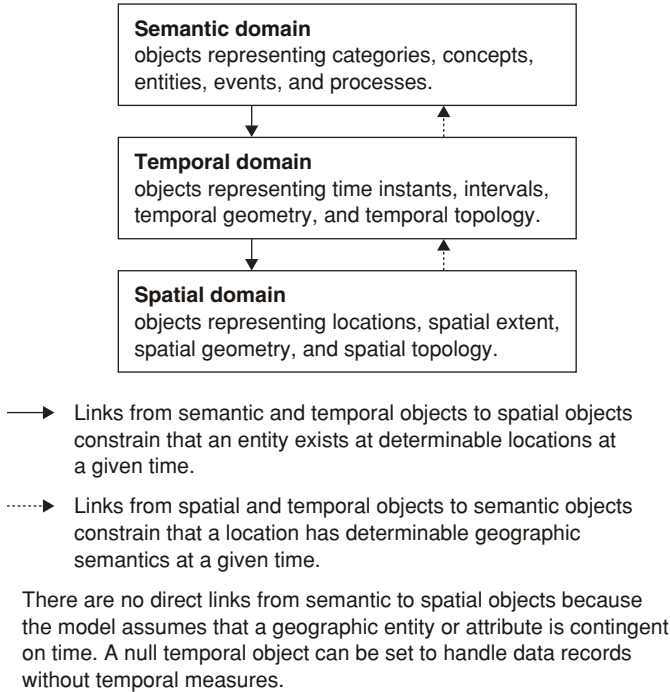 Semantic domain
objects representing categories, concepts,
entities, events, and processes.
Temporal domain
objects representing time instants, intervals,
temporal geometry, and temporal topology.
Spatial domain
objects representing locations, spatial extent,
spatial geometry, and spatial topology.
Links from semantic and temporal objects to spatial objects
constrain that an entity exists at determinable locations at
a given time.
Links from spatial and temporal objects to semantic objects
constrain that a location has determinable geographic
semantics at a given time.
There are no direct links from semantic to spatial objects because
the model assumes that a geographic entity or attribute is contingent
on time. A null temporal object can be set to handle data records
without temporal measures.